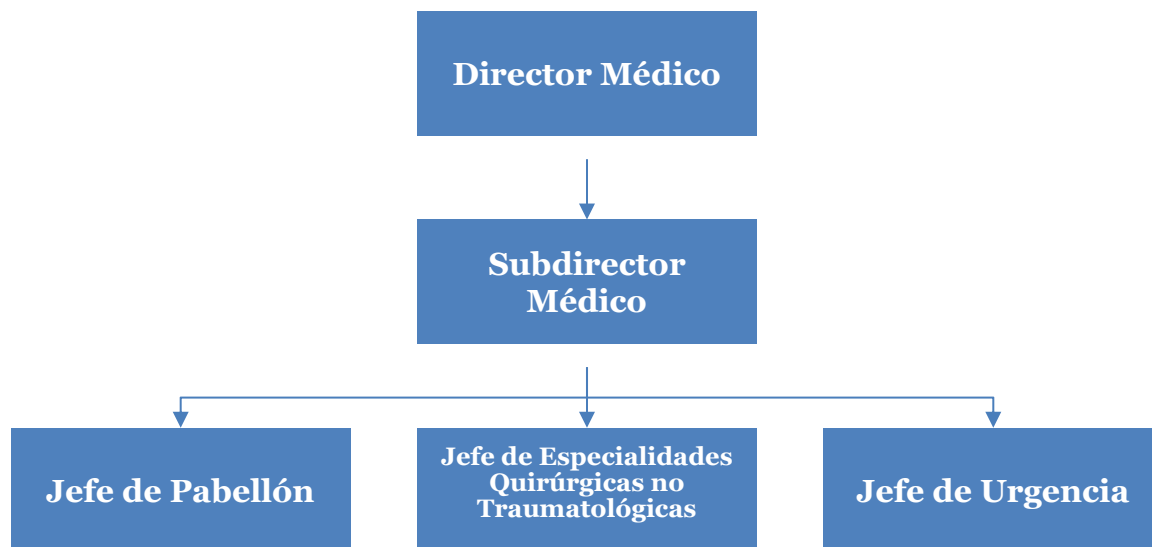 Director Médico
Subdirector
Médico
Jefe de Pabellón
Jefe de Especialidades
Quirúrgicas no
Traumatológicas
Jefe de Urgencia